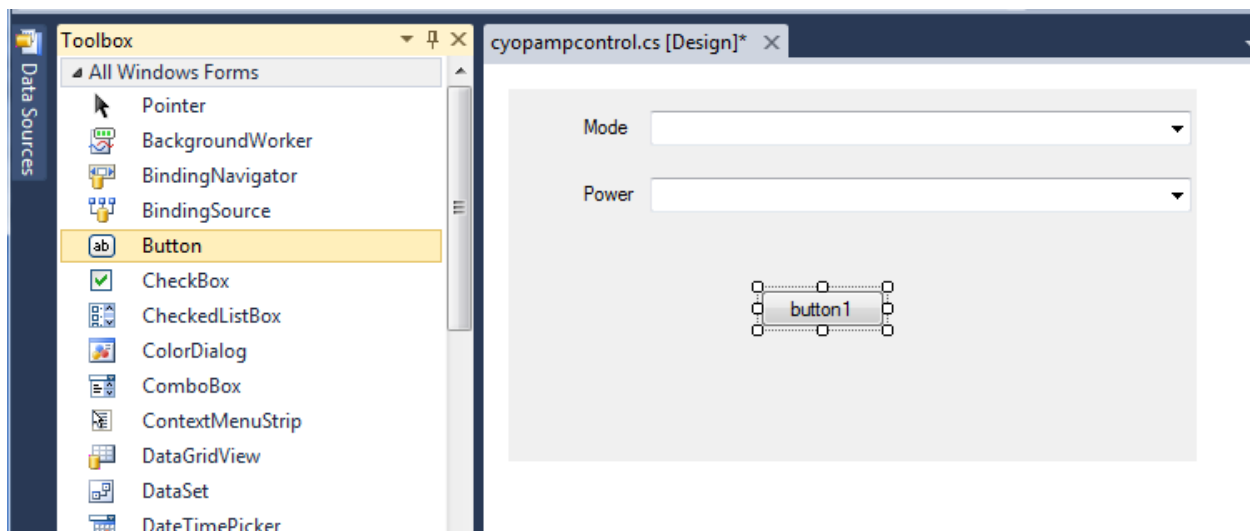 Data Sources
Toolbox
All Windows Forms
Pointer
BackgroundWorker
BindingNavigator
BindingSource
ab Button
CheckBox
CheckedListBox
ColorDialog
ComboBox
ContextMenuStrip
DataGridView
DataSet
DateTimePicker
cyopampcontrol.cs [Design]*
Mode
Power
button1